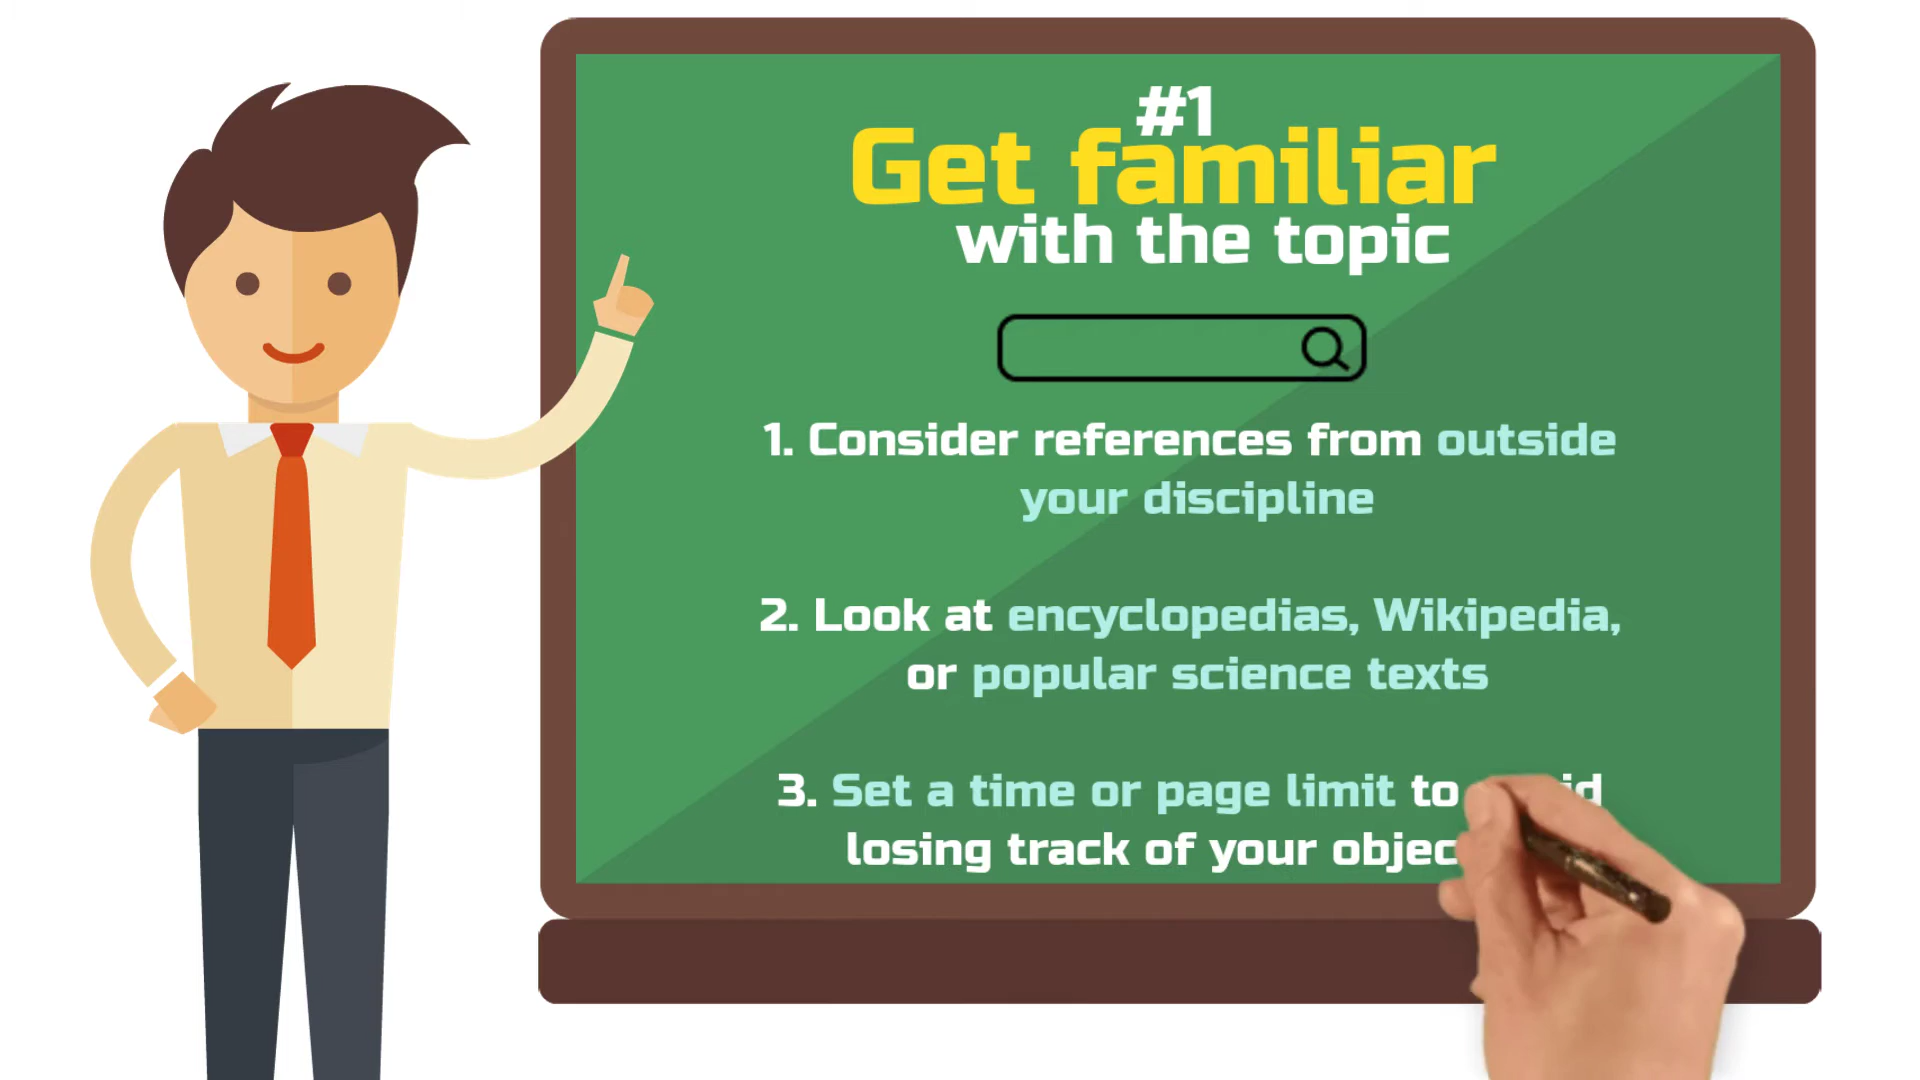 #1
Get familiar
with the topic
1. Consider references from outside
your discipline
2. Look at encyclopedias, Wikipedia,
or popular science texts
3. Set a time or page limit to
losing track of your